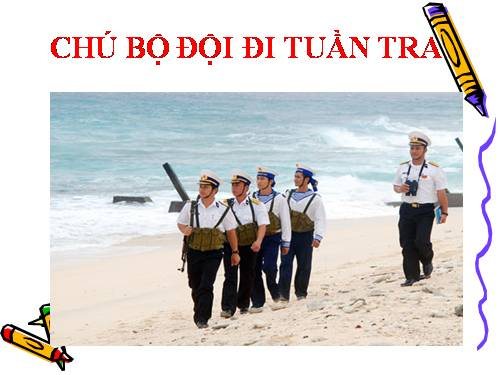 CHÚ BỘ ĐỘI ĐI TUẦN TRA